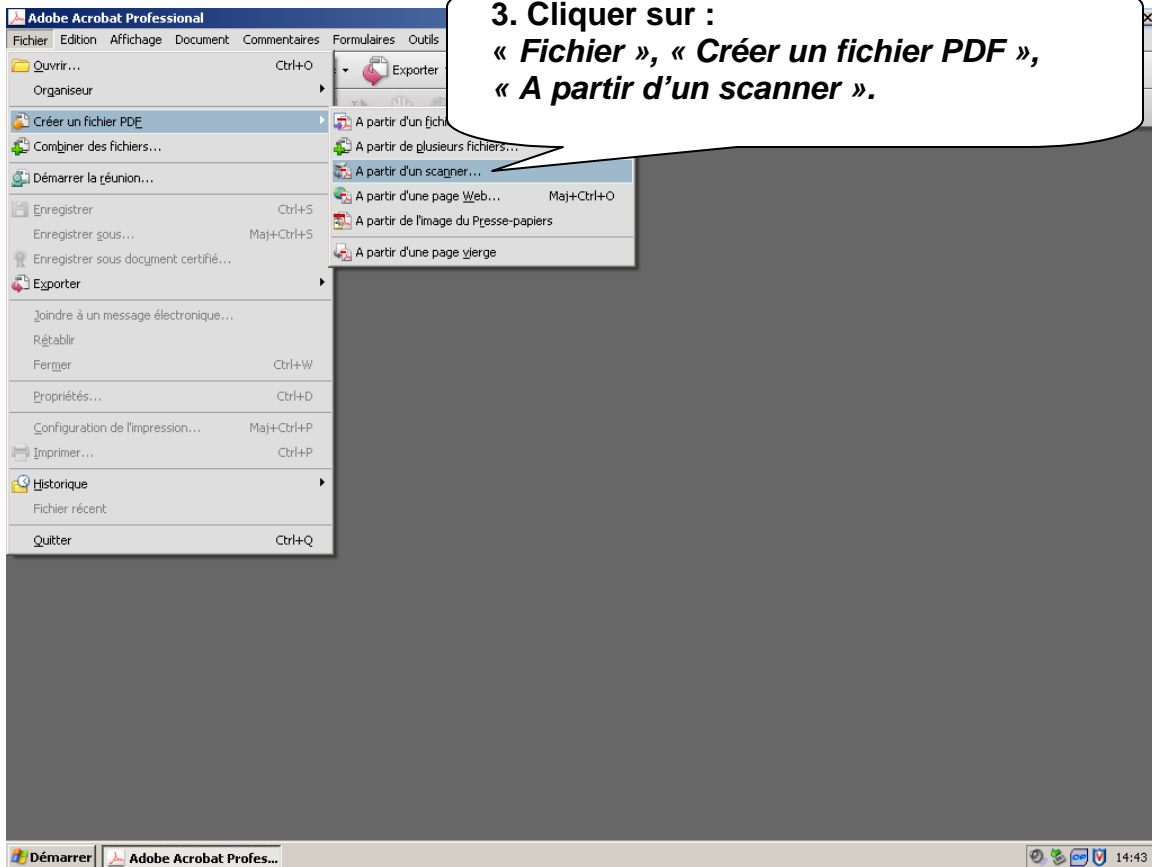 Adobe Acrobat Professional
3. Cliquer sur :
« Fichier », « Créer un fichier PDF »,
« A partir d’un scanner ».
Fichier Edition Affichage Document Commentaires Formulaires Outils
Exporter
Ouvrir... Ctrl+O
Organiseur
Créer un fichier PDF
Combiner des fichiers...
Démarrer la réunion...
Enregistrer Ctrl+S
Enregistrer sous... Maj+Ctrl+S
Enregistrer sous document certifié...
Exporter
Joindre à un message électronique...
Rétablir
Fermer Ctrl+W
Propriétés... Ctrl+D
Configuration de l'impression... Maj+Ctrl+P
Imprimer... Ctrl+P
Historique
Fichier récent
Quitter Ctrl+Q
A partir d'un
A partir de plusieurs fichiers...
A partir d'un scanner...
A partir d'une page Web... Maj+Ctrl+O
A partir de l'image du Presse-papiers
A partir d'une page vierge
Démarrer
Adobe Acrobat Profes...
14:43